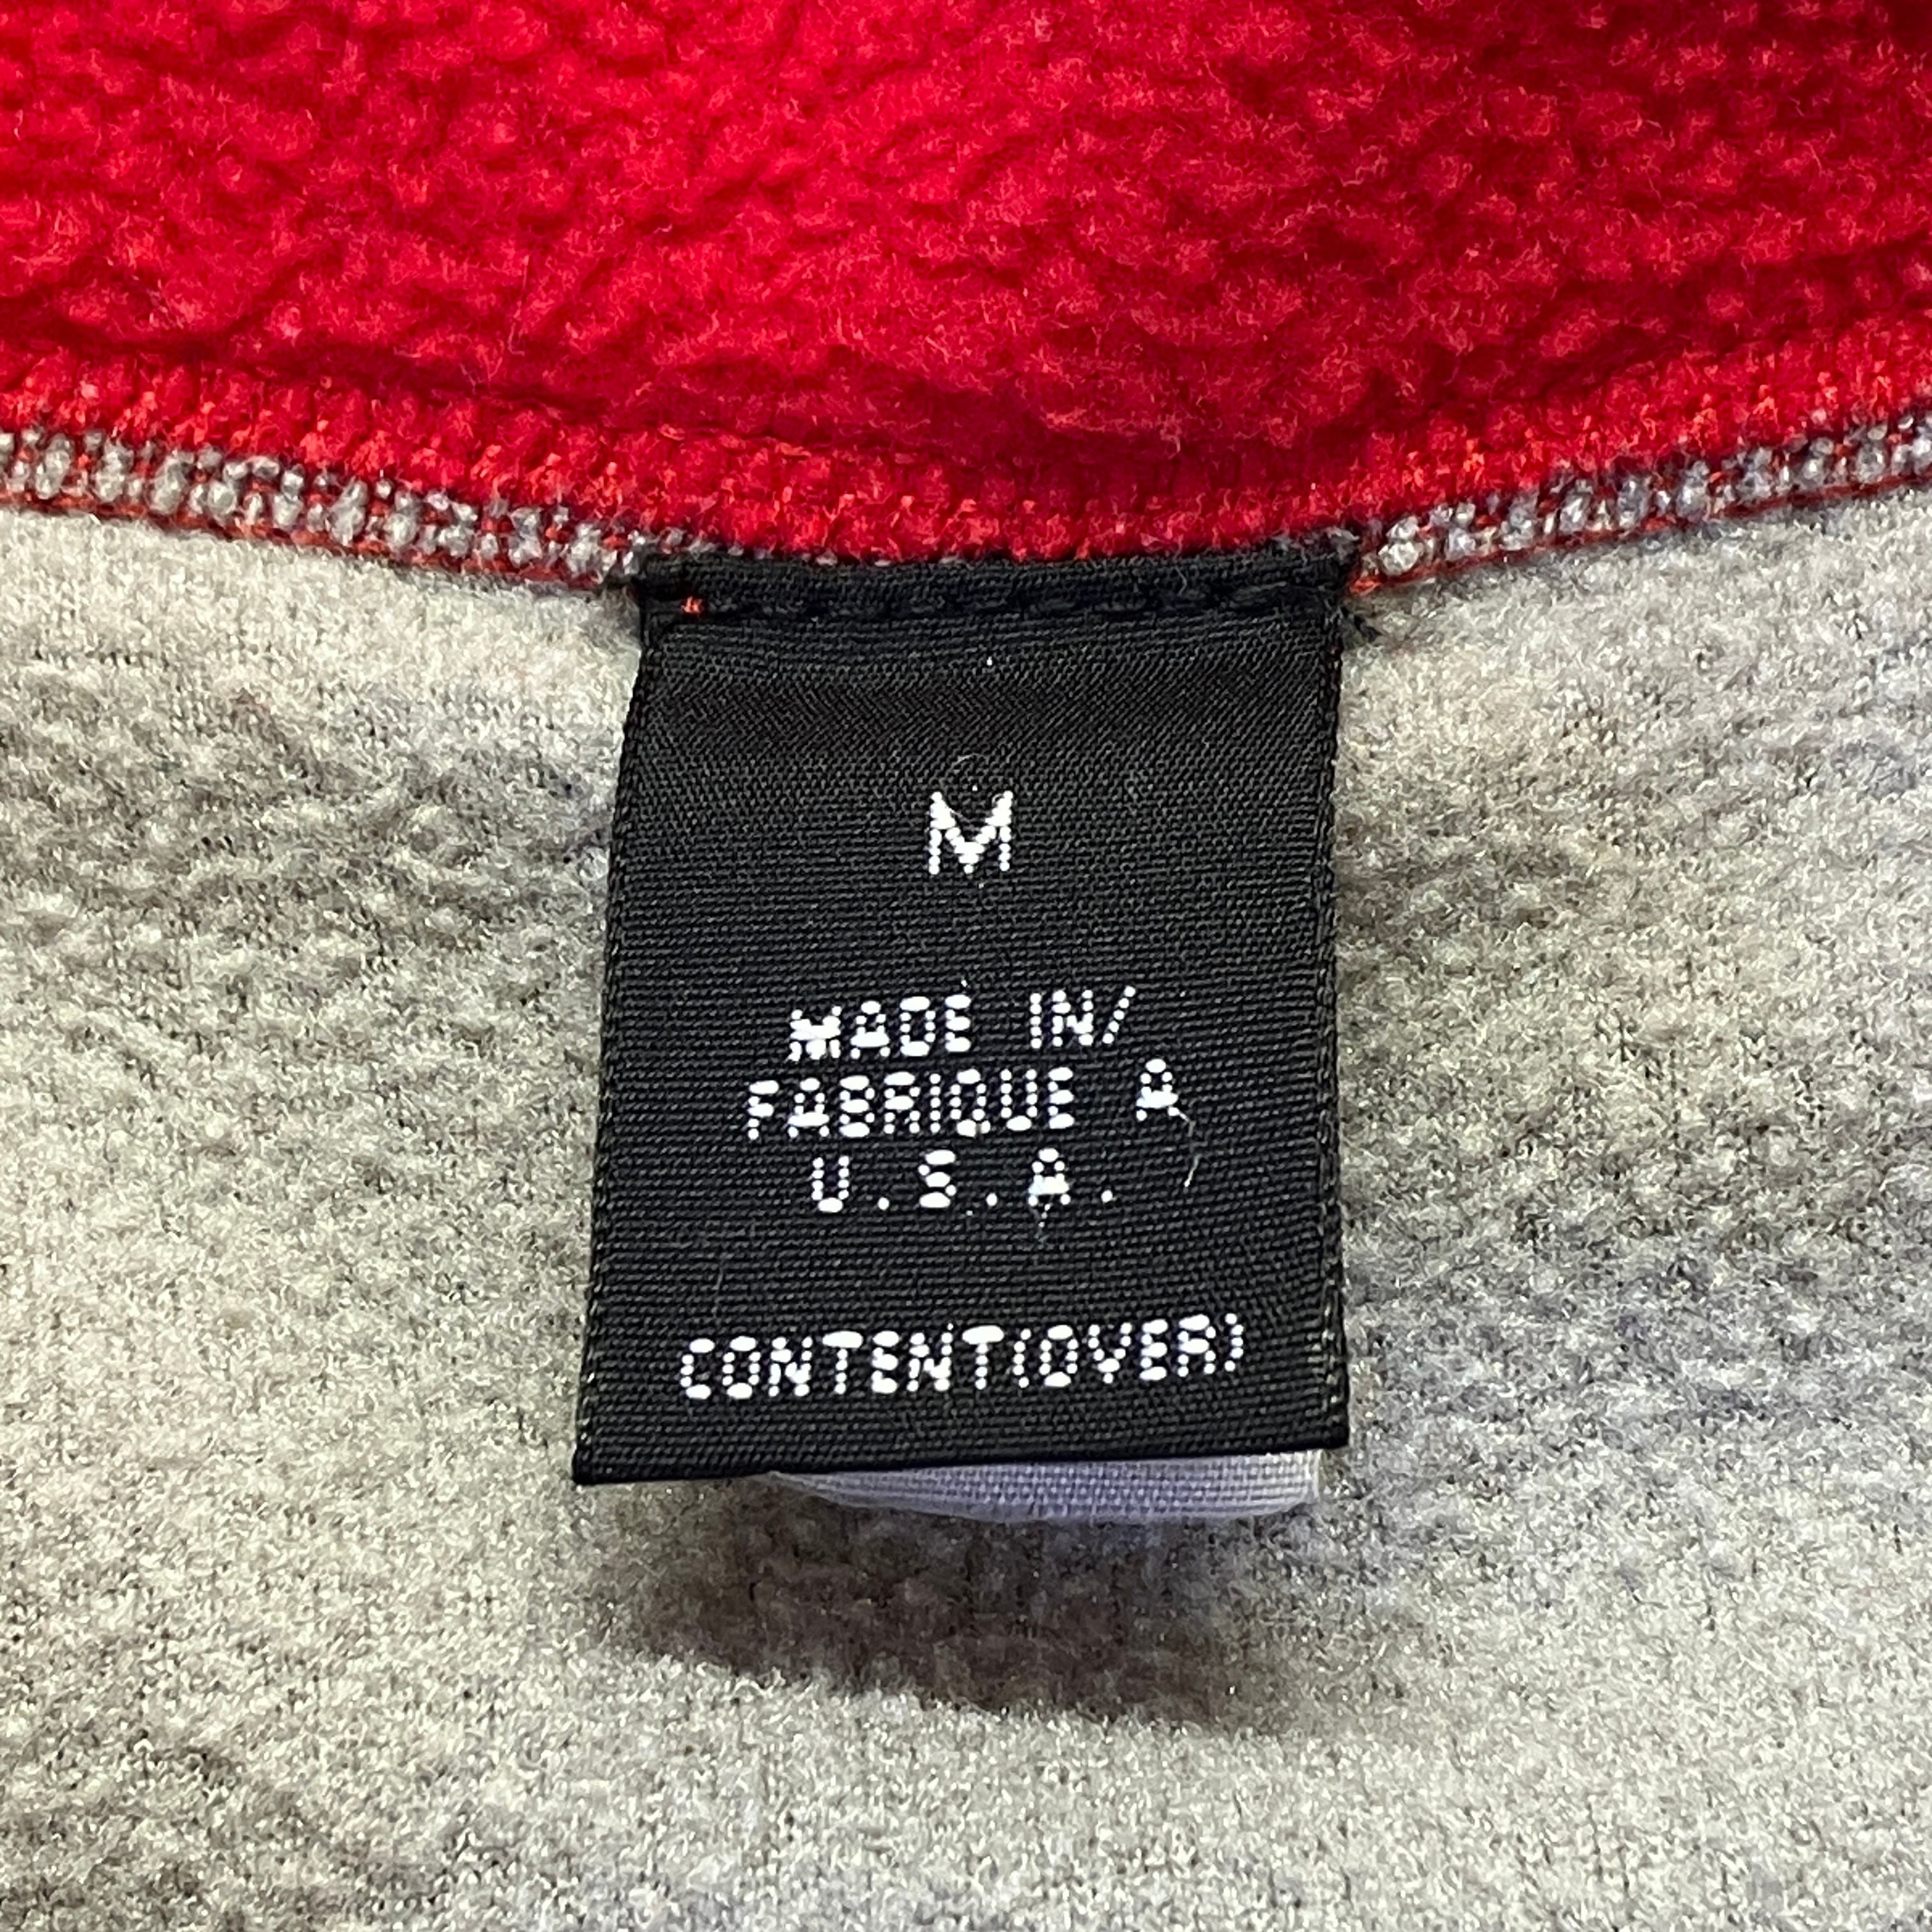 M
MADE IN/
FABRIQUE A
U.S.A.
CONTENT(OVER)